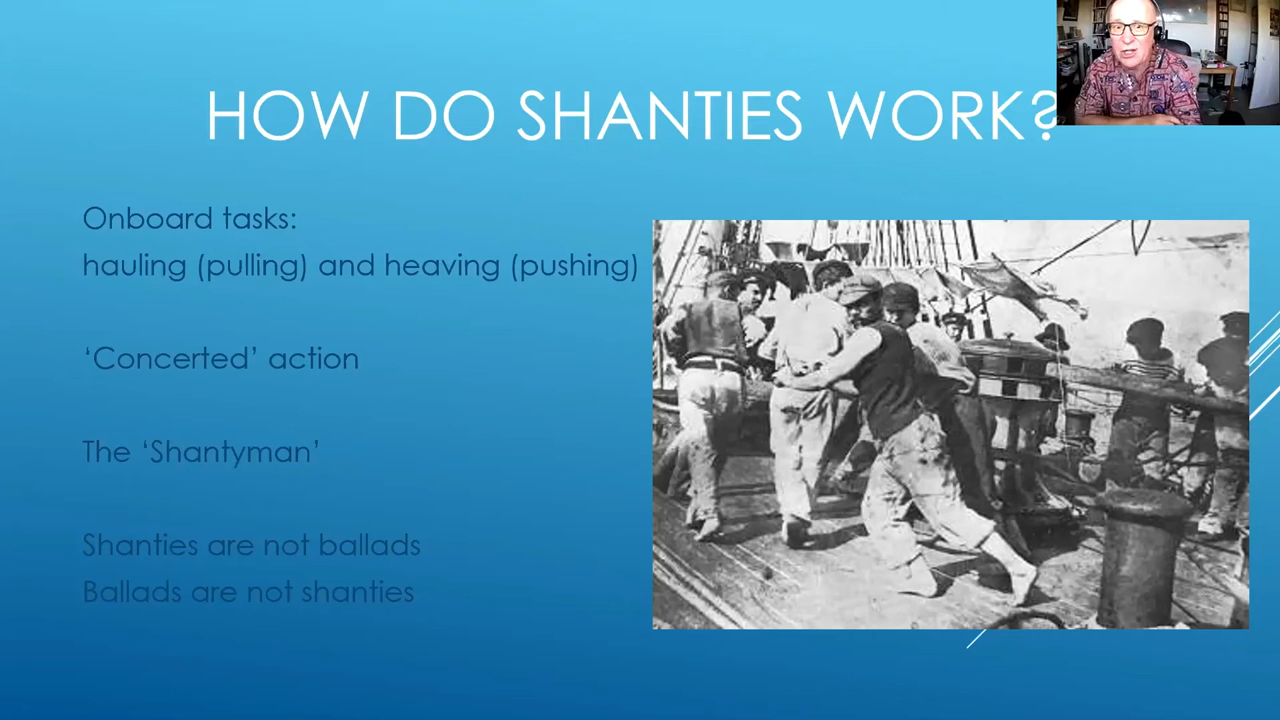 HOW DO SHANTIES WORK?
Onboard tasks:
hauling (pulling) and heaving (pushing)
‘Concerted’ action
The ‘Shantyman’
Shanties are not ballads
Ballads are not shanties